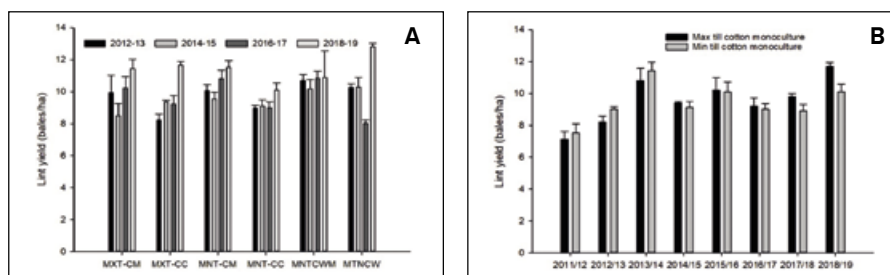 A
2012-13 2014-15 2016-17 2018-19
Lint yield (bales/ha)
14
12
10
8
6
4
2
0
MXT-CM MXT-CC MNT-CM MNT-CC MNTCWM MTNCW
B
Max till cotton monoculture
Min till cotton monoculture
Lint yield (bales/ha)
14
12
10
8
6
4
2
0
2011/12 2012/13 2013/14 2014/15 2015/16 2016/17 2017/18 2018/19